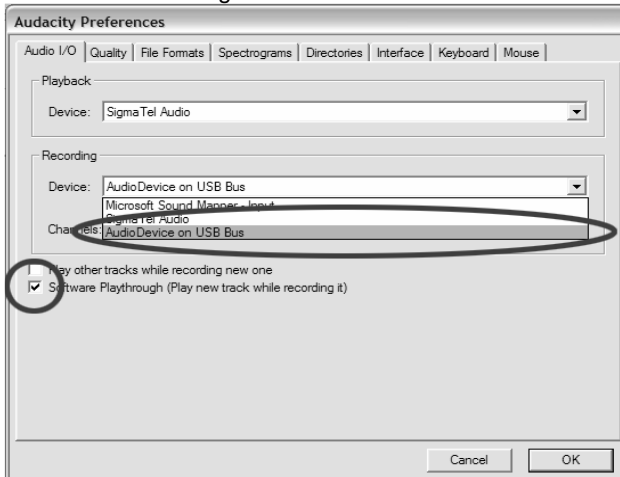 Audacity Preferences
Audio I/O Quality File Formats Spectrograms Directories Interface Keyboard Mouse
Playback
Device: SigmaTel Audio
Recording
Device: AudioDevice on USB Bus
Microsoft Sound Mapper - Input
SigmaTel Audio
Channels: AudioDevice on USB Bus
Play other tracks while recording new one
Software Playthrough (Play new track while recording it)
Cancel OK